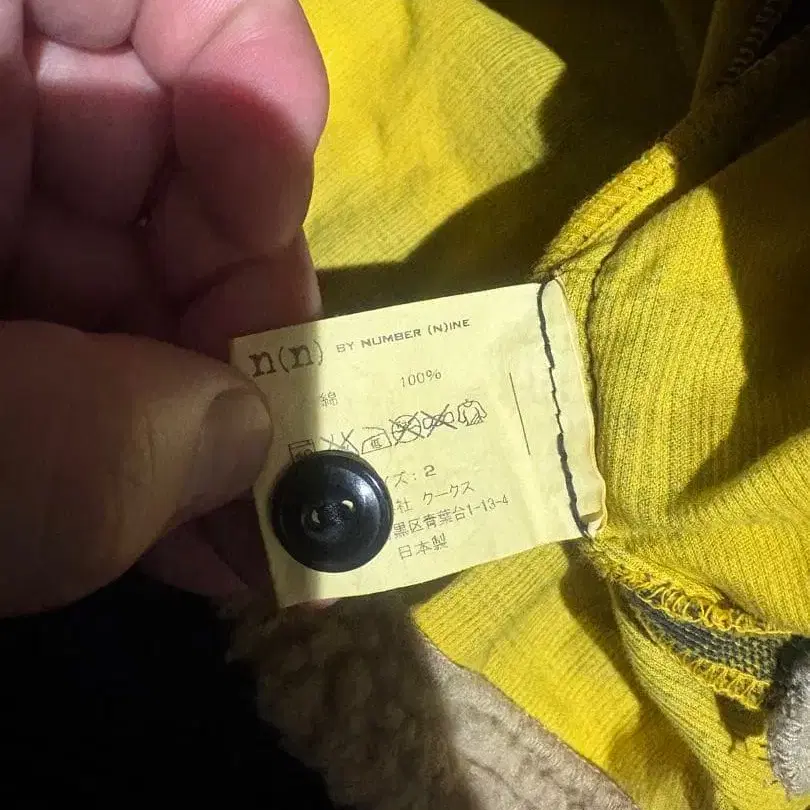 n(n) BY NUMBER (N)INE
綿 100%
ズ:2
社 クークス
黒区青葉台1-13-4
日本製